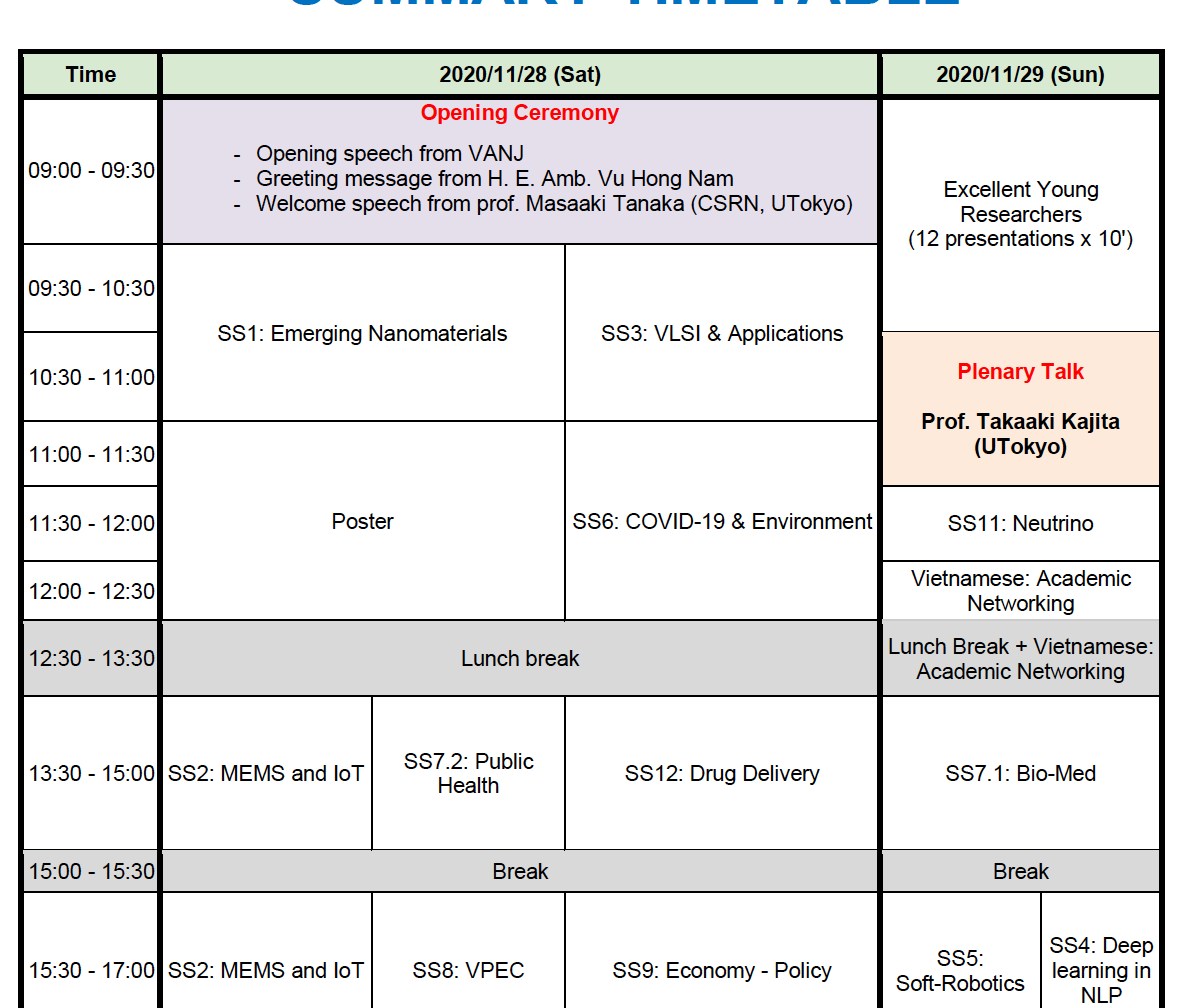 SUMMARY TIMETABLE
Time
2020/11/28 (Sat)
2020/11/29 (Sun)
09:00 - 09:30
Opening Ceremony
- Opening speech from VANJ
- Greeting message from H. E. Amb. Vu Hong Nam
- Welcome speech from prof. Masaaki Tanaka (CSRN, UTokyo)
Excellent Young
Researchers
(12 presentations x 10')
09:30 - 10:30
SS1: Emerging Nanomaterials
SS3: VLSI & Applications
10:30 - 11:00
Plenary Talk
Prof. Takaaki Kajita
(UTokyo)
11:00 - 11:30
Poster
SS6: COVID-19 & Environment
11:30 - 12:00
SS11: Neutrino
12:00 - 12:30
Vietnamese: Academic
Networking
12:30 - 13:30
Lunch break
Lunch Break + Vietnamese:
Academic Networking
13:30 - 15:00
SS2: MEMS and IoT
SS7.2: Public
Health
SS12: Drug Delivery
SS7.1: Bio-Med
15:00 - 15:30
Break
Break
15:30 - 17:00
SS2: MEMS and IoT
SS8: VPEC
SS9: Economy - Policy
SS5:
Soft-Robotics
SS4: Deep
learning in
NLP